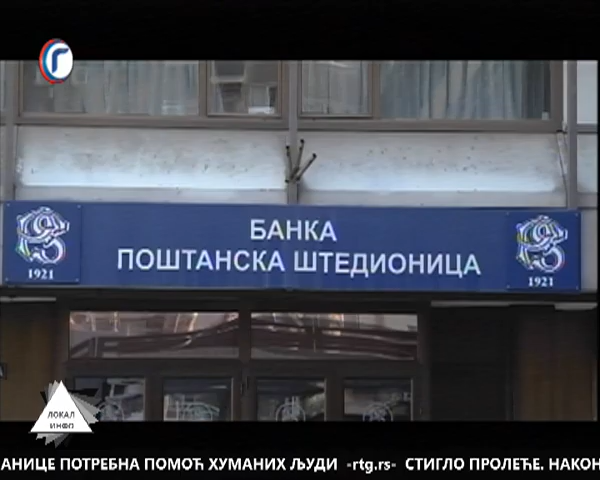 БАНКА
ПОШТАНСКА ШТЕДИОНИЦА
1921
1921
ЛОКАЛ
ИНФО
АНИЦЕ ПОТРЕБНА ПОМОЋ ХУМАНИХ ЉУДИ -rtg.rs- СТИГЛО ПРОЛЕЋЕ. НАКОН